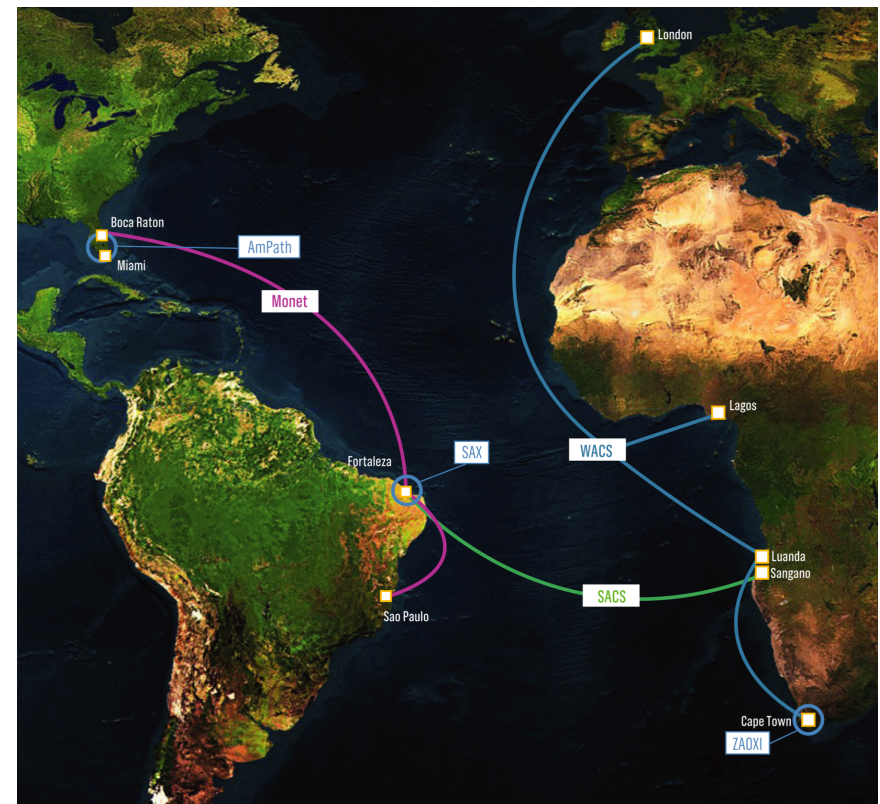 London
Boca Raton
AmPath
Miami
Monet
Lagos
WACS
SAX
Fortaleza
Luanda
Sangano
SACS
Sao Paulo
Cape Town
ZAOXI